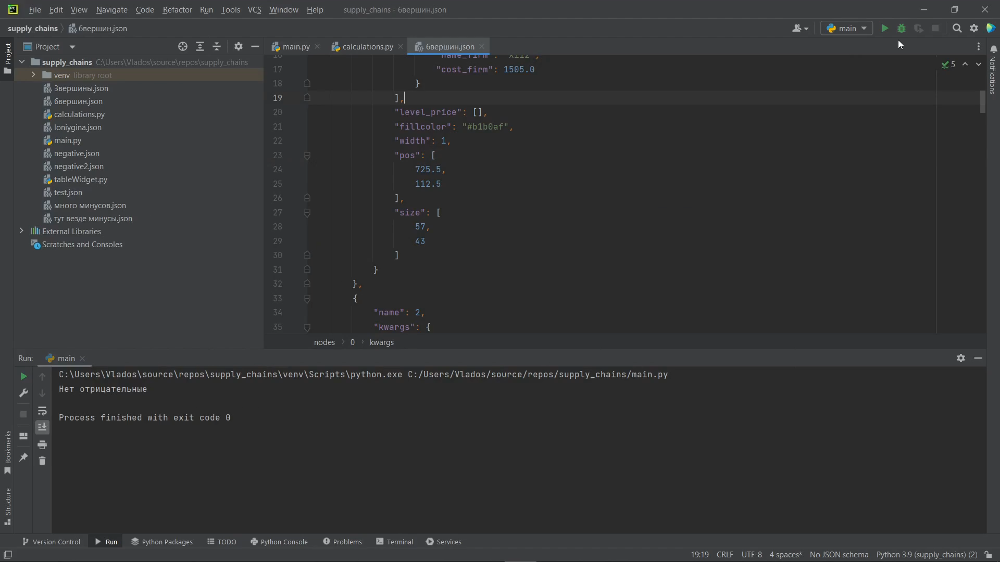 File Edit View Navigate Code Refactor Run Tools VCS Window Help supply_chains - 6вершин.json
supply_chains 6вершин.json main
Project
Project main.py calculations.py 6вершин.json
supply_chains C:\Users\Vlados\source\repos\supply_chains
venv library root
3вершины.json
6вершин.json
calculations.py
loniygina.json
main.py
negative.json
negative2.json
tableWidget.py
test.json
много минусов.json
тут везде минусы.json
External Libraries
Scratches and Consoles
17 "cost_firm": 1505.0
18 }
19 ],
20 "level_price": [],
21 "fillcolor": "#b1b0af",
22 "width": 1,
23 "pos": [
24 725.5,
25 112.5
26 ],
27 "size": [
28 57,
29 43
30 ]
31 }
32 },
33 {
34 "name": 2,
35 "kwargs": {
5
Notifications
nodes 0 kwargs
Run: main
C:\Users\Vlados\source\repos\supply_chains\venv\Scripts\python.exe C:/Users/Vlados/source/repos/supply_chains/main.py
Нет отрицательные
Process finished with exit code 0
Bookmarks
Structure
Version Control Run Python Packages TODO Python Console Problems Terminal Services
19:19 CRLF UTF-8 4 spaces* No JSON schema Python 3.9 (supply_chains) (2)